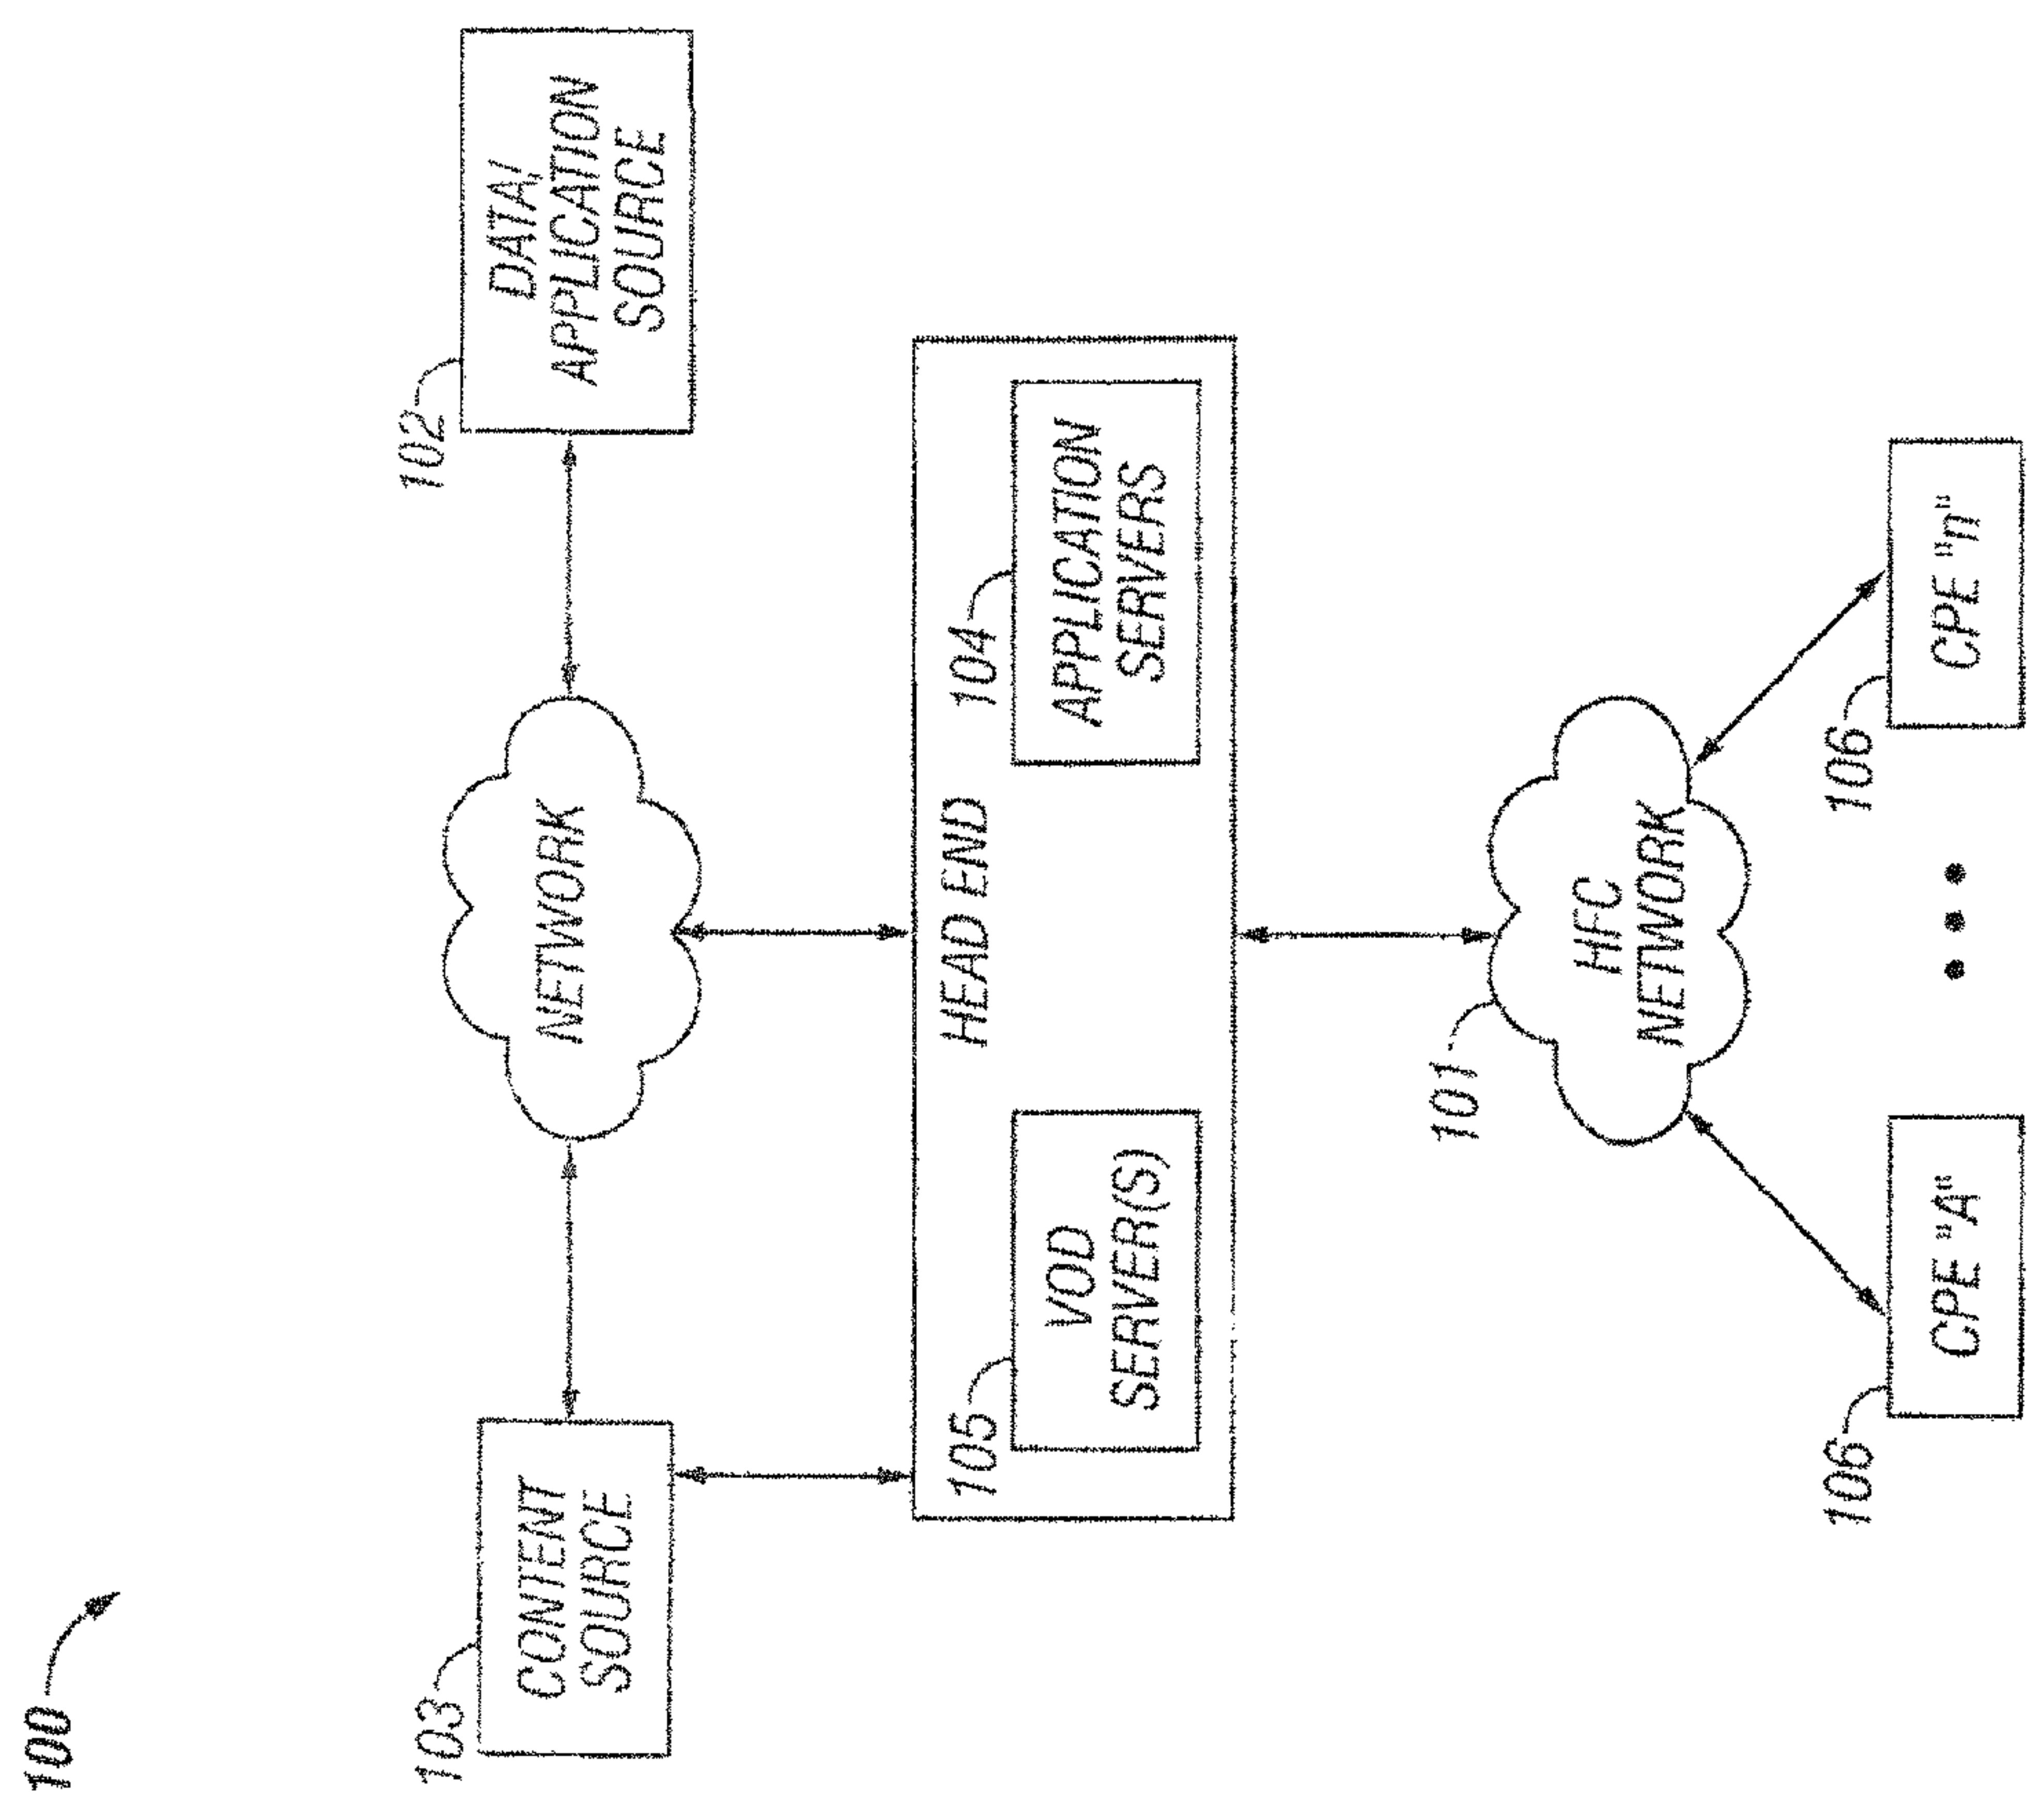 100
103
CONTENT
SOURCE
NETWORK
102
DATA/
APPLICATION
SOURCE
HEAD END
105
VOD
SERVER(S)
104
APPLICATION
SERVERS
101
HFC
NETWORK
106
CPE "A"
106
CPE "n"